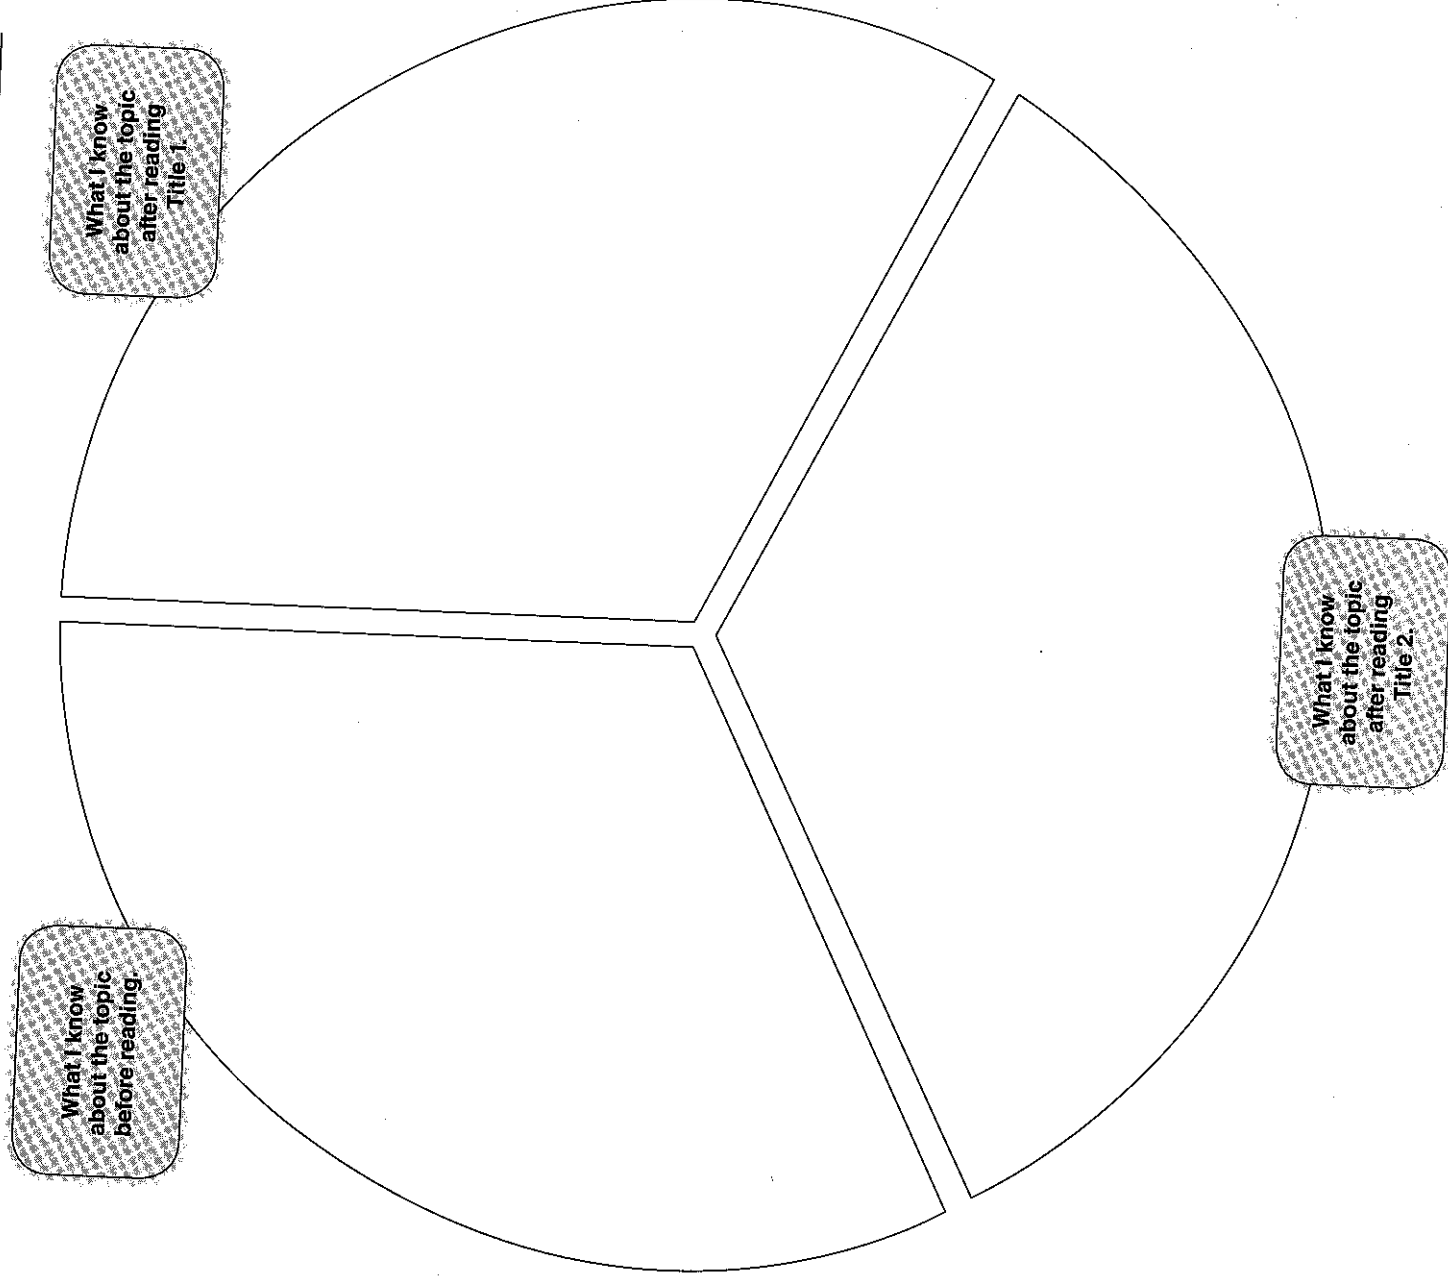 What I know
about the topic
before reading.
What I know
about the topic
after reading
Title 1.
What I know
about the topic
after reading
Title 2.